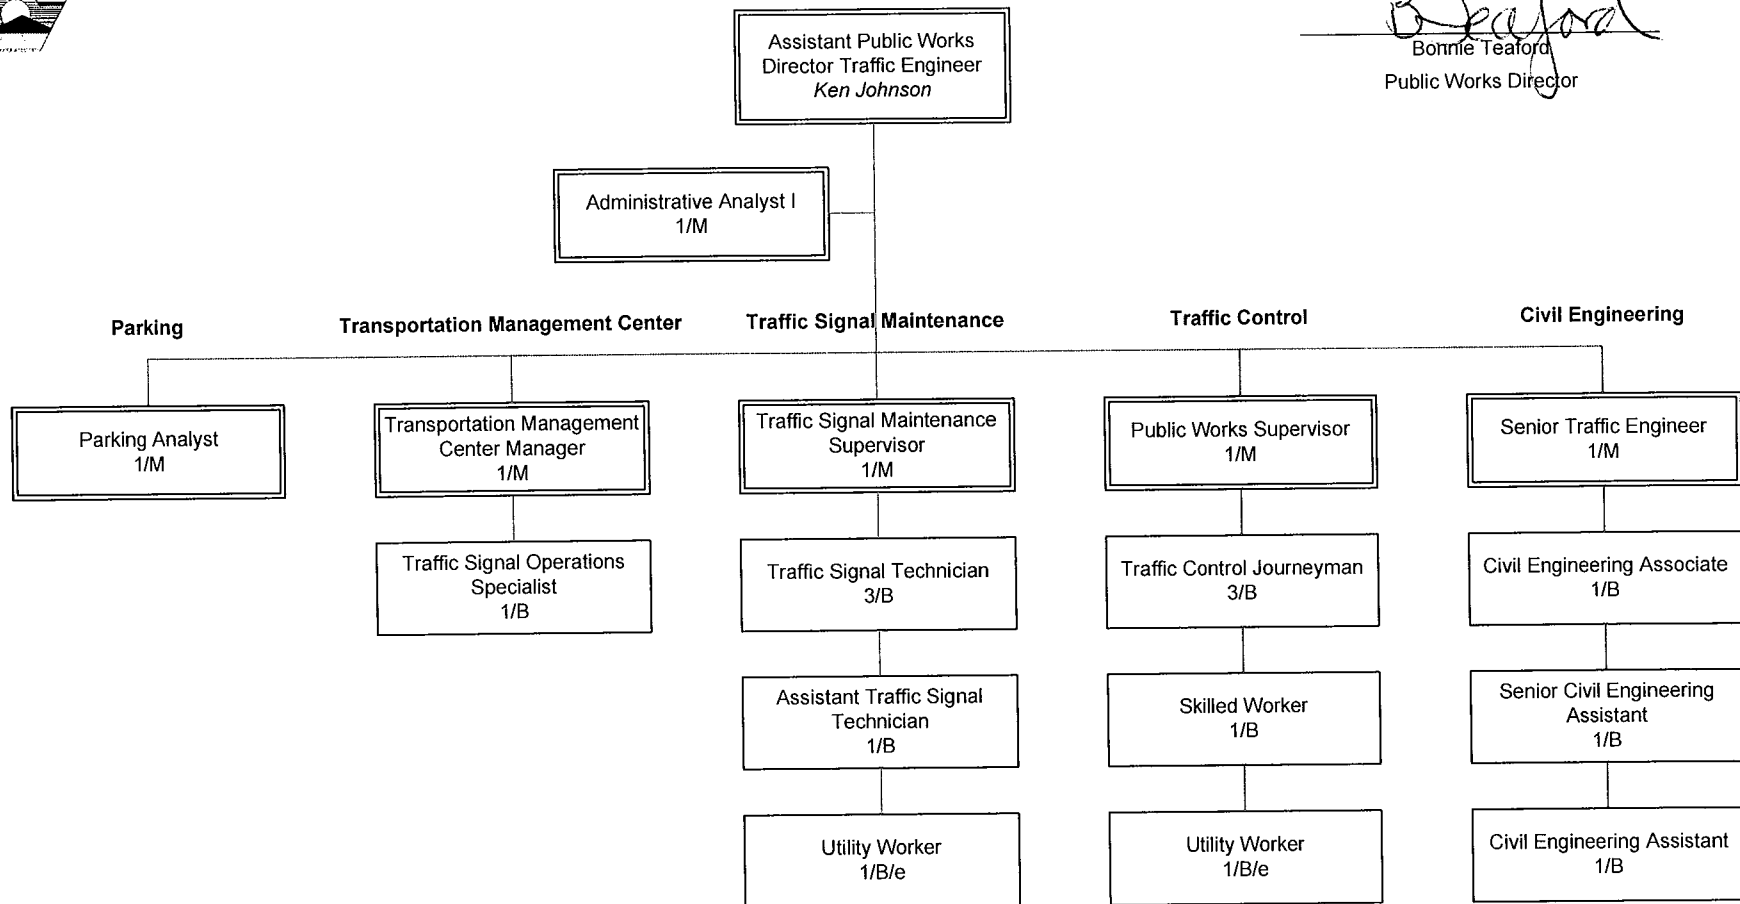 Assistant Public Works
Director Traffic Engineer
Ken Johnson
B Teaford
Bonnie Teaford
Public Works Director
Administrative Analyst I
1/M
Parking
Transportation Management Center
Traffic Signal Maintenance
Traffic Control
Civil Engineering
Parking Analyst
1/M
Transportation Management
Center Manager
1/M
Traffic Signal Maintenance
Supervisor
1/M
Public Works Supervisor
1/M
Senior Traffic Engineer
1/M
Traffic Signal Operations
Specialist
1/B
Traffic Signal Technician
3/B
Traffic Control Journeyman
3/B
Civil Engineering Associate
1/B
Assistant Traffic Signal
Technician
1/B
Skilled Worker
1/B
Senior Civil Engineering
Assistant
1/B
Utility Worker
1/B/e
Utility Worker
1/B/e
Civil Engineering Assistant
1/B